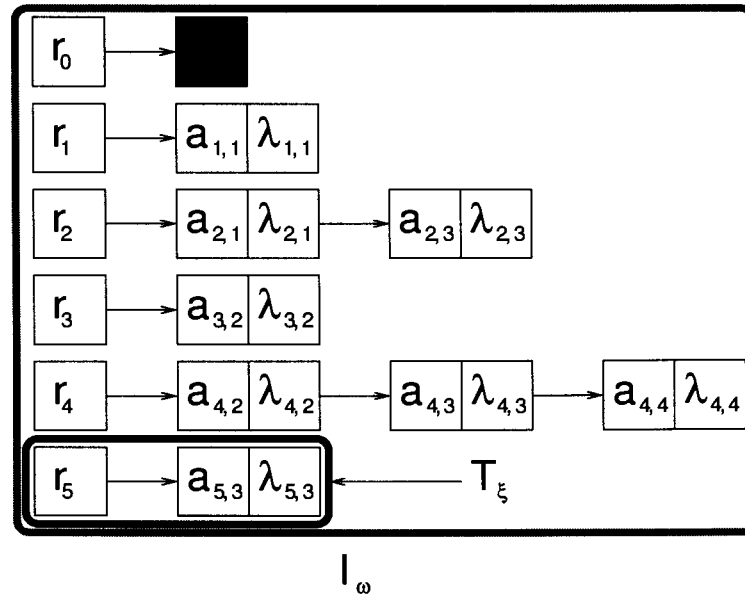 r₀
r₁ a₁,₁ λ₁,₁
r₂ a₂,₁ λ₂,₁ a₂,₃ λ₂,₃
r₃ a₃,₂ λ₃,₂
r₄ a₄,₂ λ₄,₂ a₄,₃ λ₄,₃ a₄,₄ λ₄,₄
r₅ a₅,₃ λ₅,₃ T_ξ
I_ω